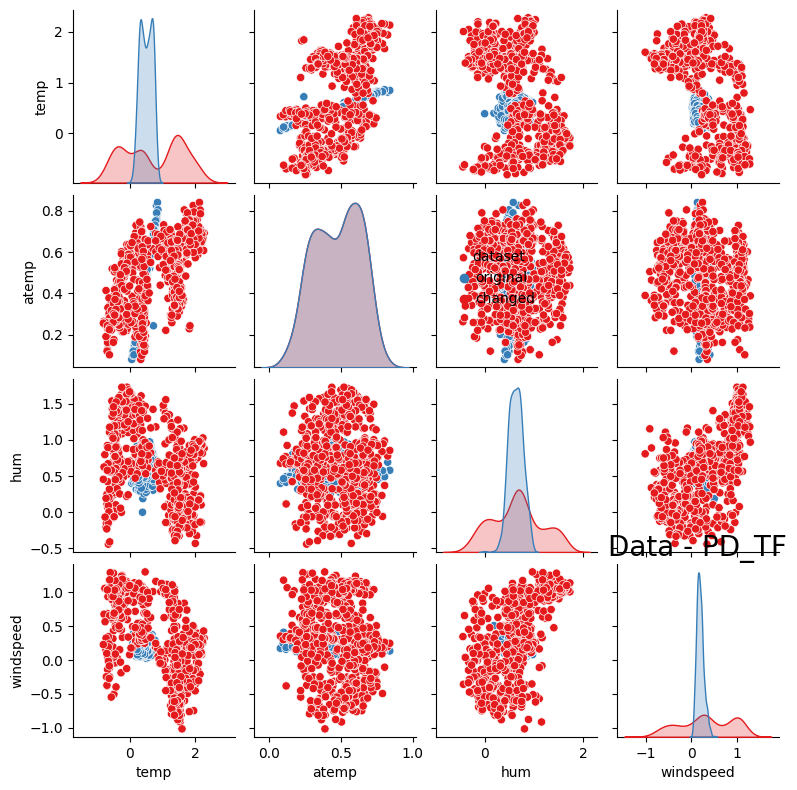 temp
2
1
0
atemp
0.8
0.6
0.4
0.2
dataset
original
changed
hum
1.5
1.0
0.5
0.0
−0.5
Data - PD_TF
windspeed
1.0
0.5
0.0
−0.5
−1.0
0 2
0.0 0.5 1.0
0 2
−1 0 1
temp atemp hum windspeed